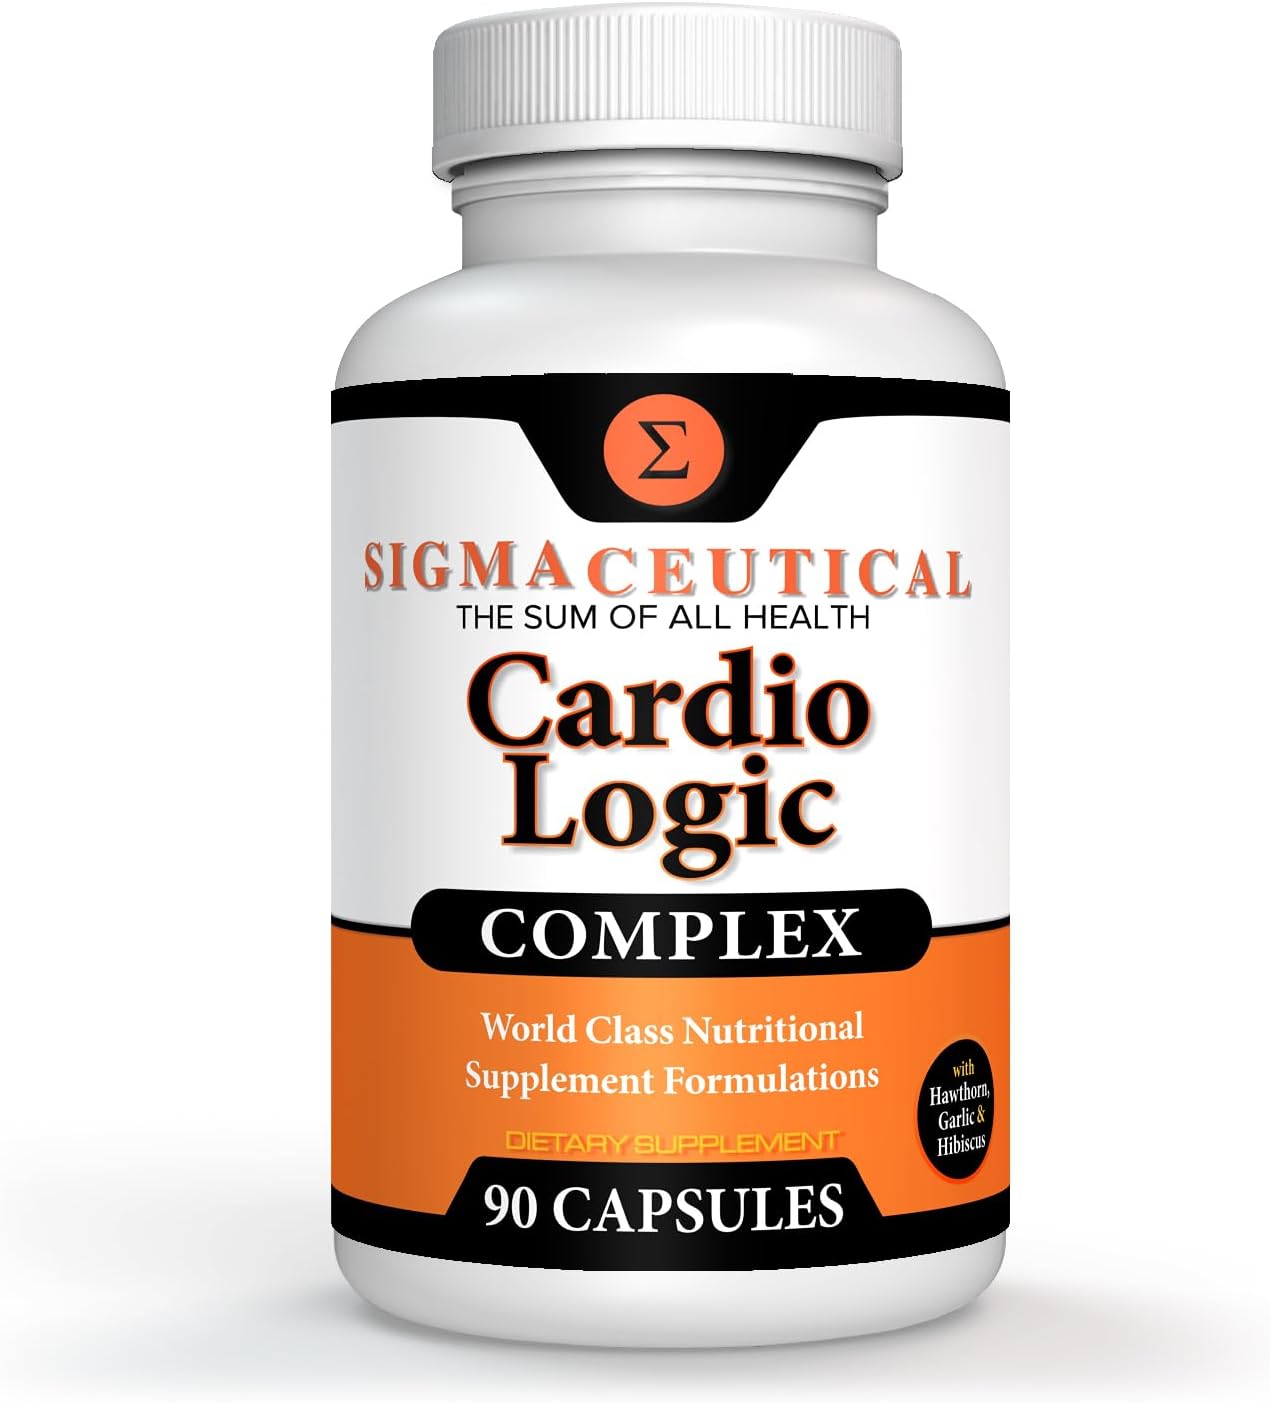 Σ
SIGMACEUTICAL
THE SUM OF ALL HEALTH
Cardio
Logic
COMPLEX
World Class Nutritional
Supplement Formulations
with
Hawthorn,
Garlic &
Hibiscus
DIETARY SUPPLEMENT
90 CAPSULES